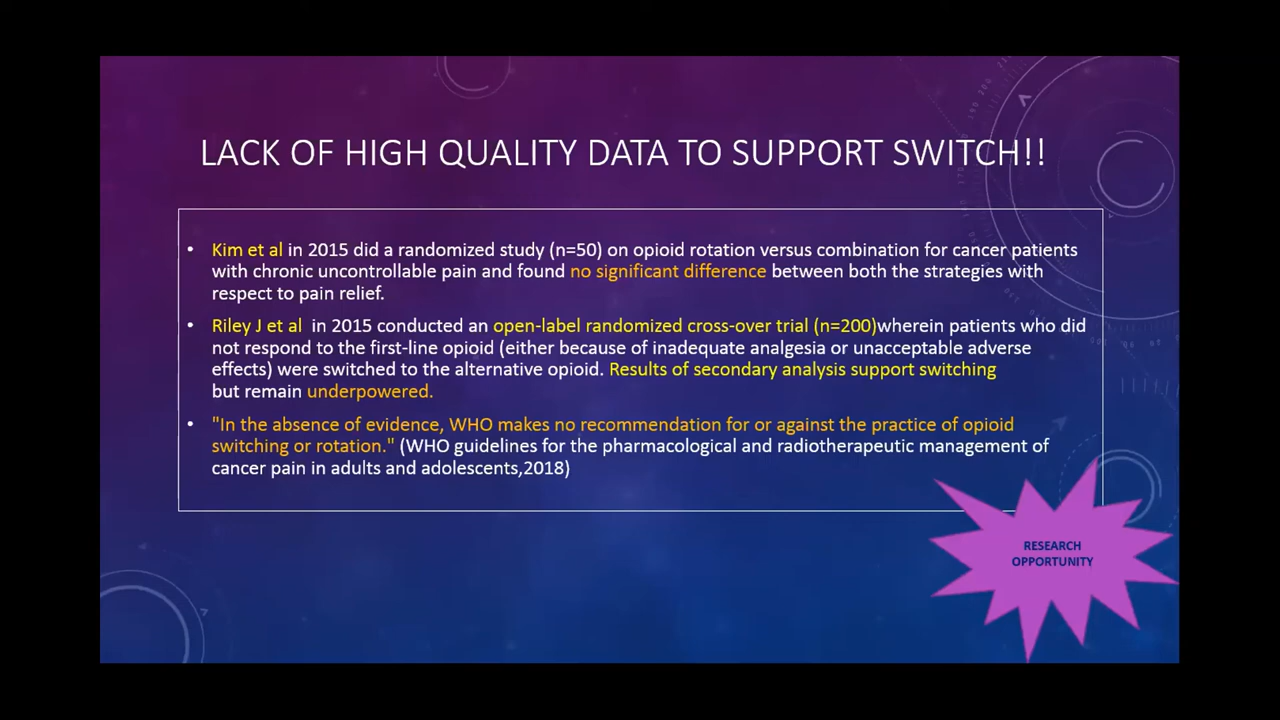 LACK OF HIGH QUALITY DATA TO SUPPORT SWITCH!!
• Kim et al in 2015 did a randomized study (n=50) on opioid rotation versus combination for cancer patients
with chronic uncontrollable pain and found no significant difference between both the strategies with
respect to pain relief.
• Riley J et al in 2015 conducted an open-label randomized cross-over trial (n=200)wherein patients who did
not respond to the first-line opioid (either because of inadequate analgesia or unacceptable adverse
effects) were switched to the alternative opioid. Results of secondary analysis support switching
but remain underpowered.
• "In the absence of evidence, WHO makes no recommendation for or against the practice of opioid
switching or rotation." (WHO guidelines for the pharmacological and radiotherapeutic management of
cancer pain in adults and adolescents,2018)
RESEARCH
OPPORTUNITY